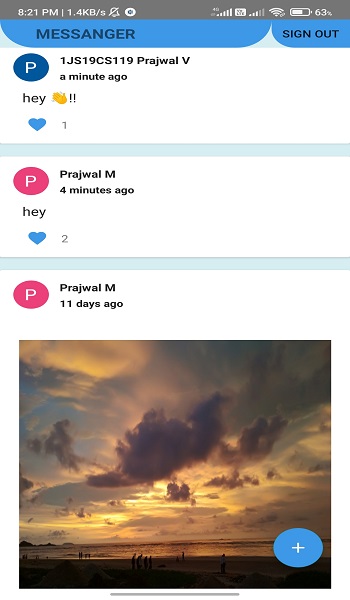 8:21 PM | 1.4KB/s 63%
MESSANGER SIGN OUT
P 1JS19CS119 Prajwal V
a minute ago
hey 👏!!
1
P Prajwal M
4 minutes ago
hey
2
P Prajwal M
11 days ago
+